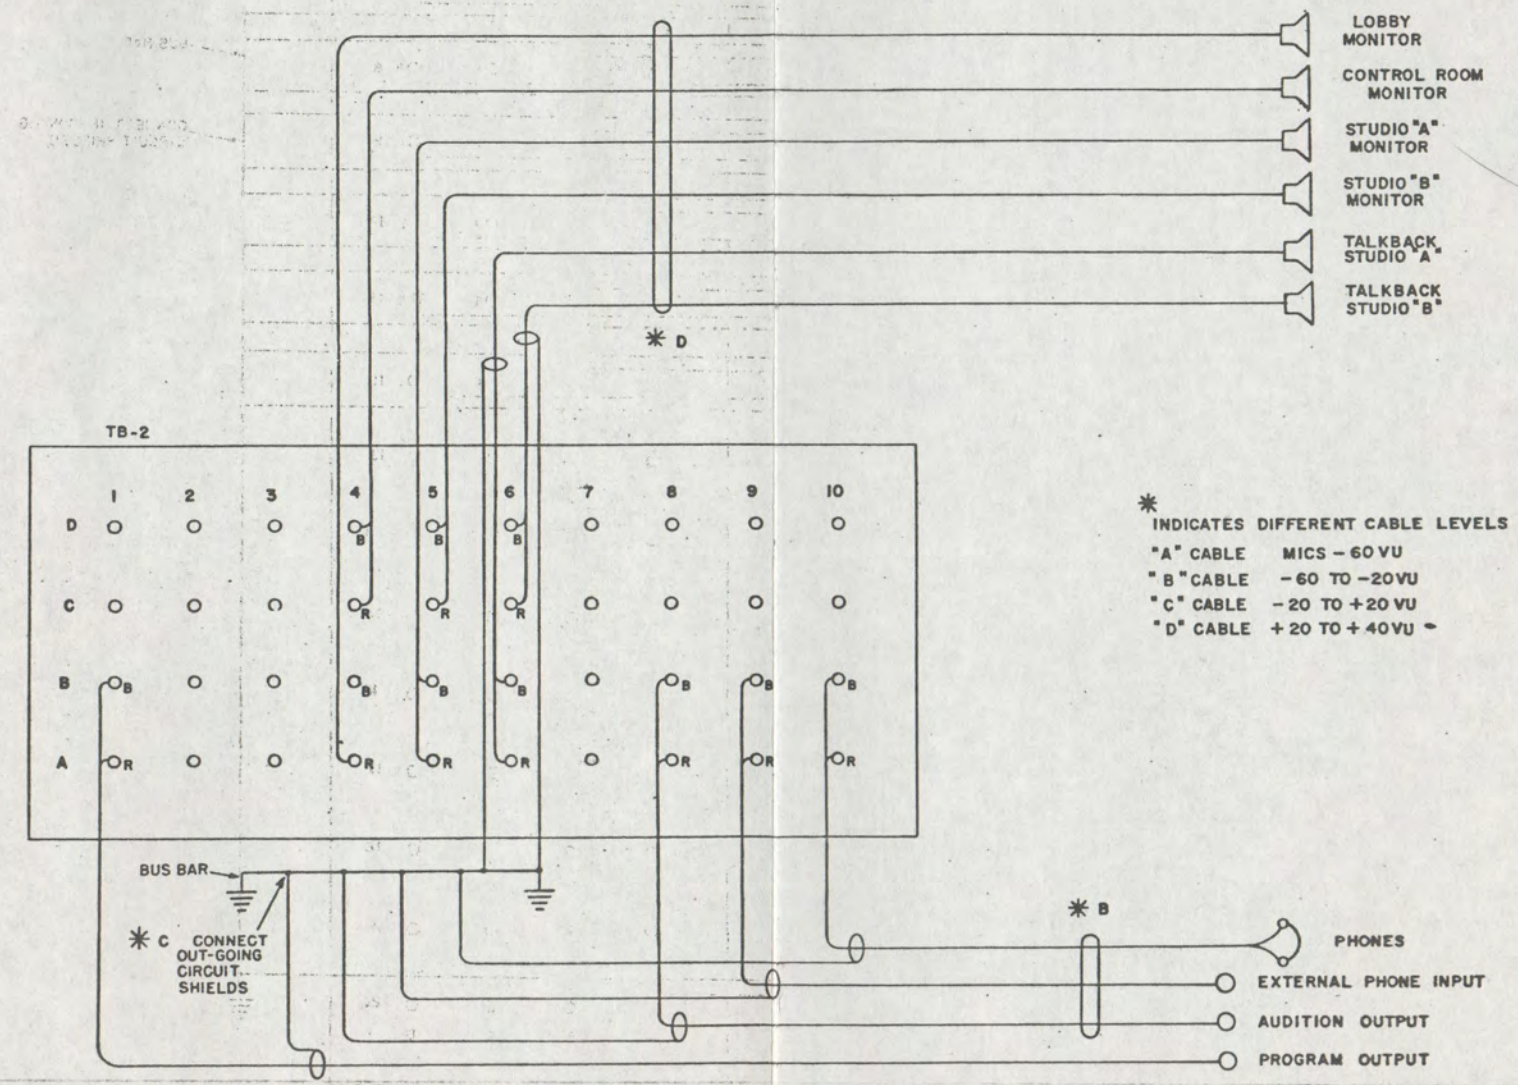 LOBBY
MONITOR
CONTROL ROOM
MONITOR
STUDIO "A"
MONITOR
STUDIO "B"
MONITOR
TALKBACK
STUDIO "A"
TALKBACK
STUDIO "B"
* D
TB-2
1 2 3 4 5 6 7 8 9 10
D
B B B
C
R R R
B
B B B B B B B
A
R R R R R R R
*
INDICATES DIFFERENT CABLE LEVELS
"A" CABLE MICS -60 VU
"B" CABLE -60 TO -20 VU
"C" CABLE -20 TO +20 VU
"D" CABLE +20 TO +40 VU
BUS BAR
* C CONNECT
OUT-GOING
CIRCUIT
SHIELDS
* B
PHONES
EXTERNAL PHONE INPUT
AUDITION OUTPUT
PROGRAM OUTPUT